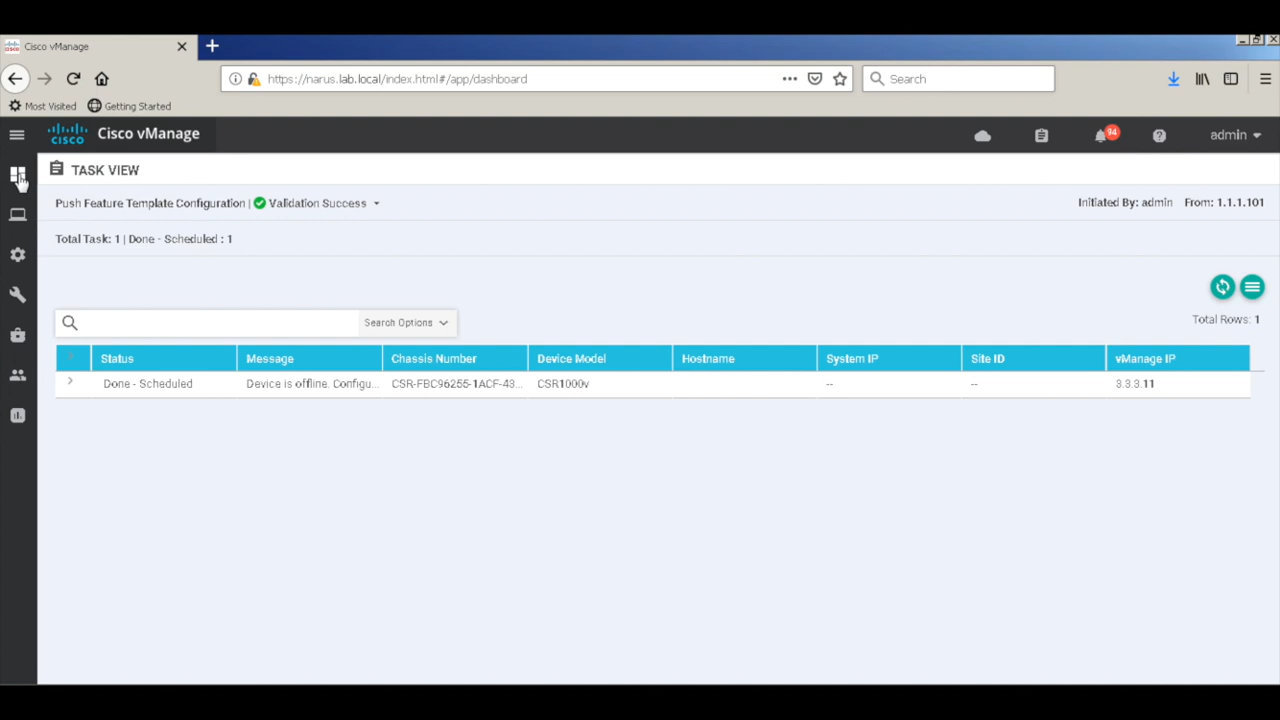 Cisco vManage
https://narus.lab.local/index.html#/app/dashboard
Search
Most Visited Getting Started
CISCO Cisco vManage 94 admin
TASK VIEW
Push Feature Template Configuration | Validation Success Initiated By: admin From: 1.1.1.101
Total Task: 1 | Done - Scheduled : 1
Search Options
Total Rows: 1
Status Message Chassis Number Device Model Hostname System IP Site ID vManage IP
Done - Scheduled Device is offline. Configu... CSR-FBC96255-1ACF-43... CSR1000v -- -- 3.3.3.11